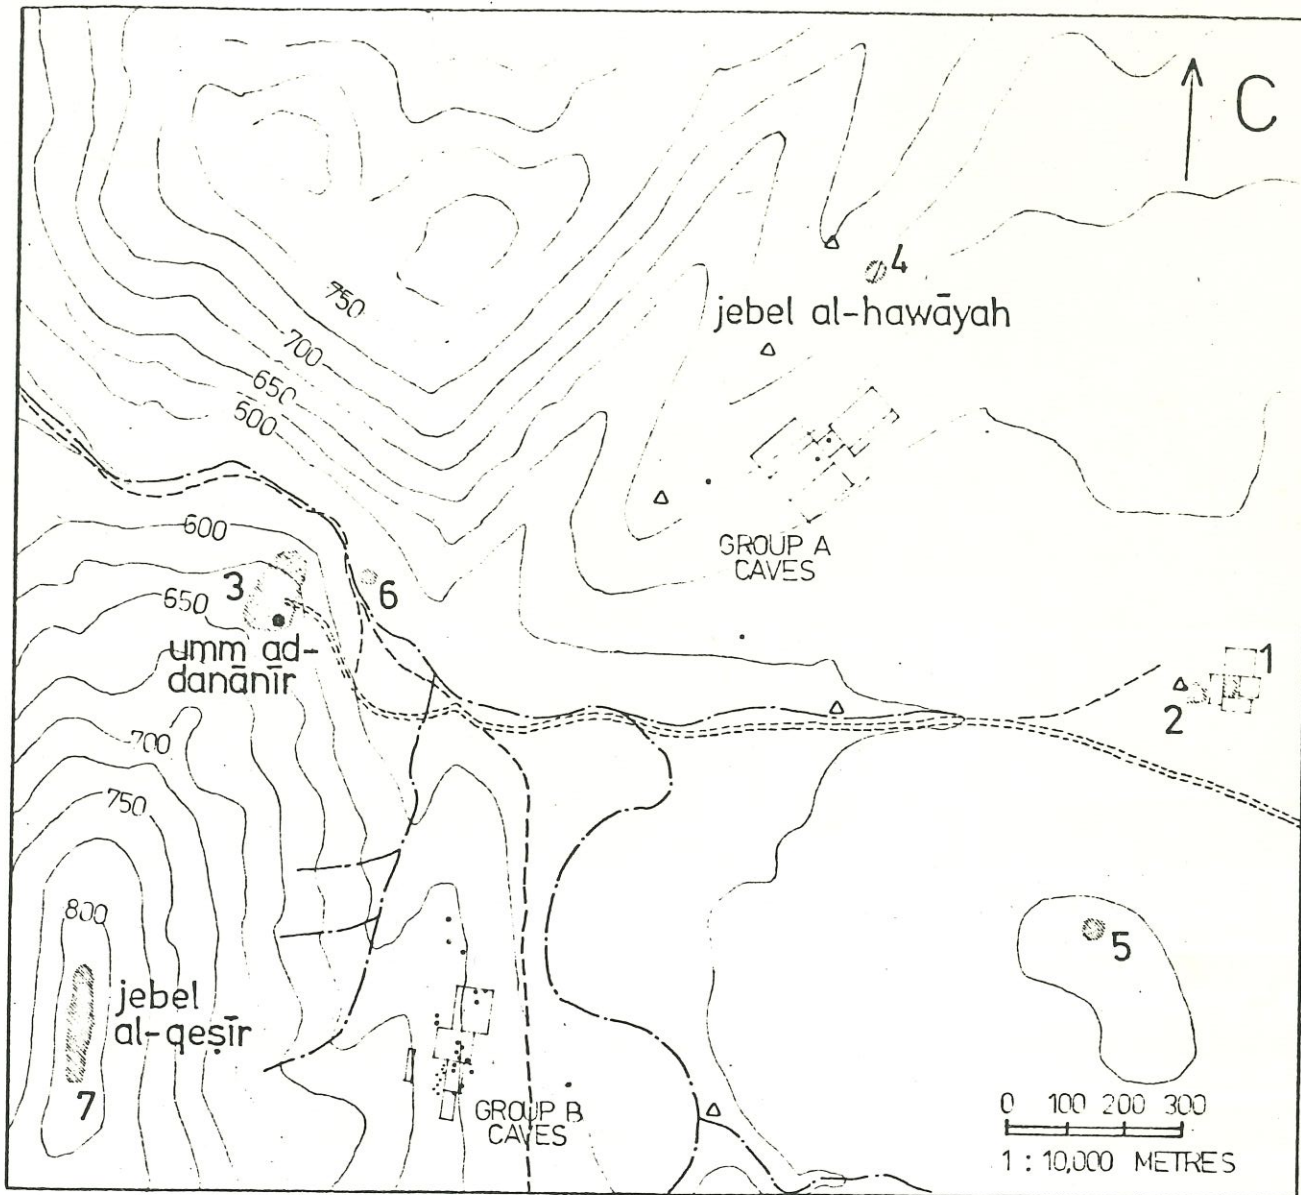 C
4
jebel al-hawāyah
750
700
650
600
GROUP A
CAVES
600
3
6
650
umm ad-
danānīr
1
2
700
750
800
5
jebel
al-qeṣīr
7
GROUP B
CAVES
0 100 200 300
1 : 10,000 METRES